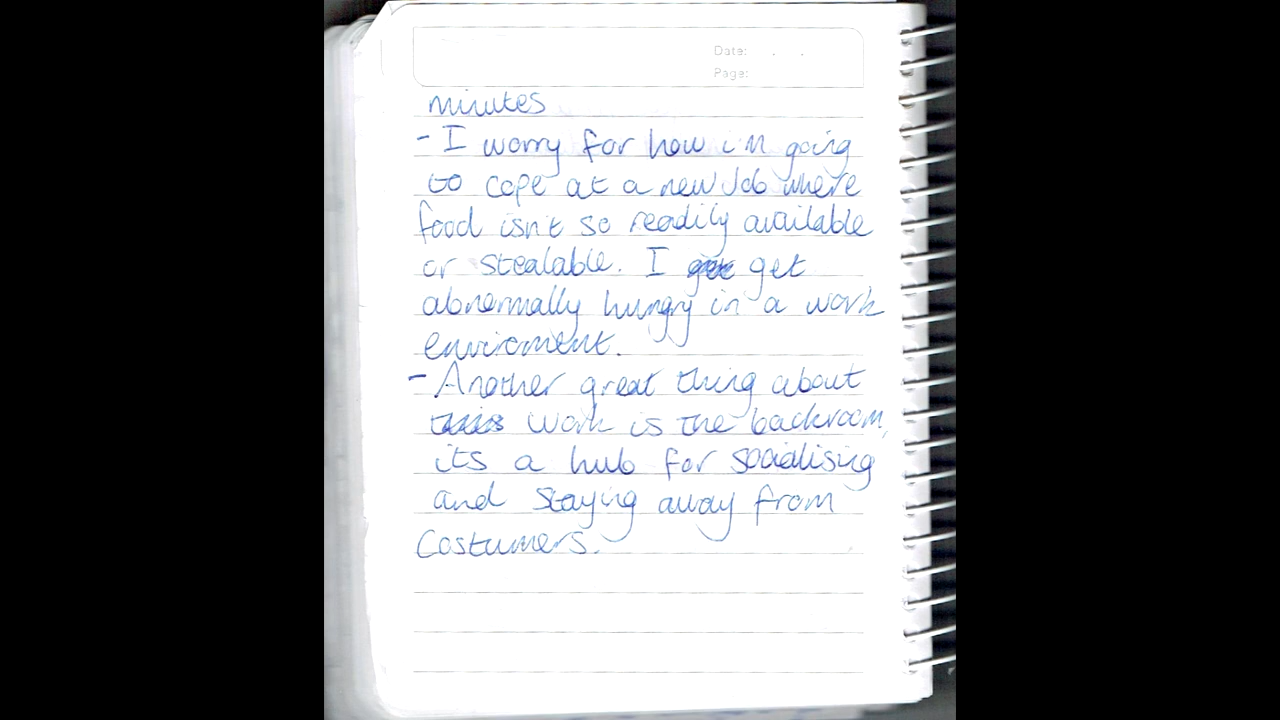 Date:
Page:
minutes
- I worry for how i'm going
to cope at a new Job where
food isn't so readily available
or stealable. I get
abnormally hungry in a work
enviroment.
- Another great thing about
work is the backroom,
its a hub for socialising
and staying away from
Costumers.